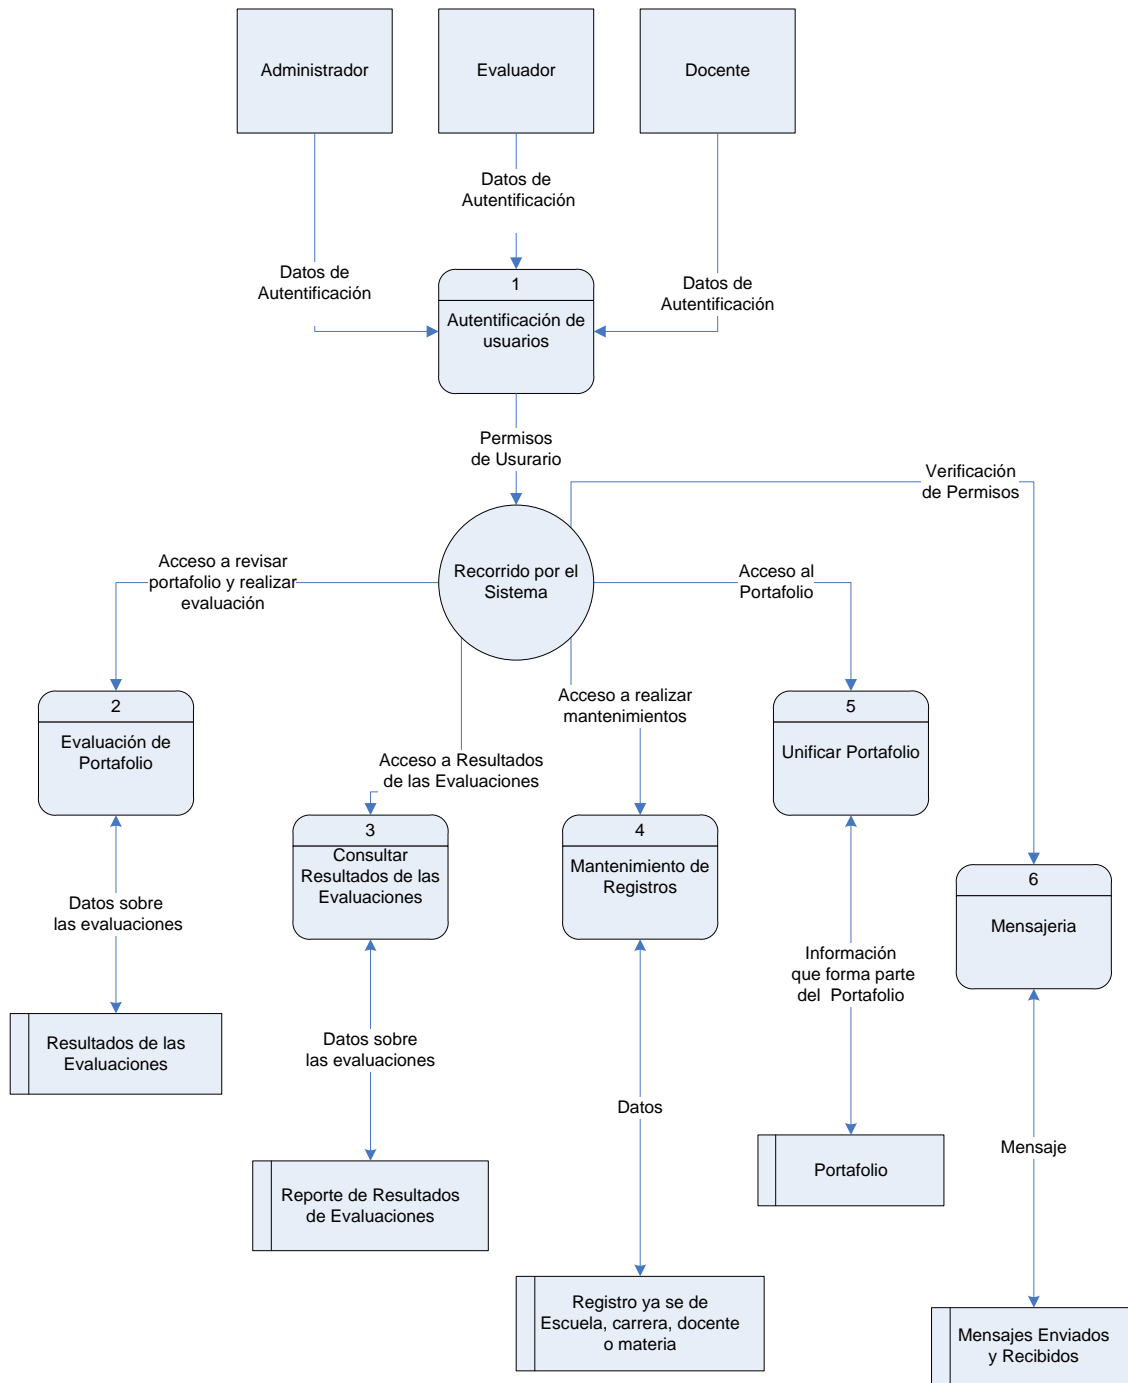 Administrador
Evaluador
Docente
Datos de
Autentificación
Datos de
Autentificación
Datos de
Autentificación
1
Autentificación de
usuarios
Permisos
de Usurario
Verificación
de Permisos
Recorrido por el
Sistema
Acceso a revisar
portafolio y realizar
evaluación
Acceso al
Portafolio
Acceso a realizar
mantenimientos
Acceso a Resultados
de las Evaluaciones
2
Evaluación de
Portafolio
5
Unificar Portafolio
3
Consultar
Resultados de las
Evaluaciones
4
Mantenimiento de
Registros
6
Mensajeria
Datos sobre
las evaluaciones
Información
que forma parte
del  Portafolio
Resultados de las
Evaluaciones
Datos sobre
las evaluaciones
Datos
Mensaje
Portafolio
Reporte de Resultados
de Evaluaciones
Registro ya se de
Escuela, carrera, docente
o materia
Mensajes Enviados
y Recibidos